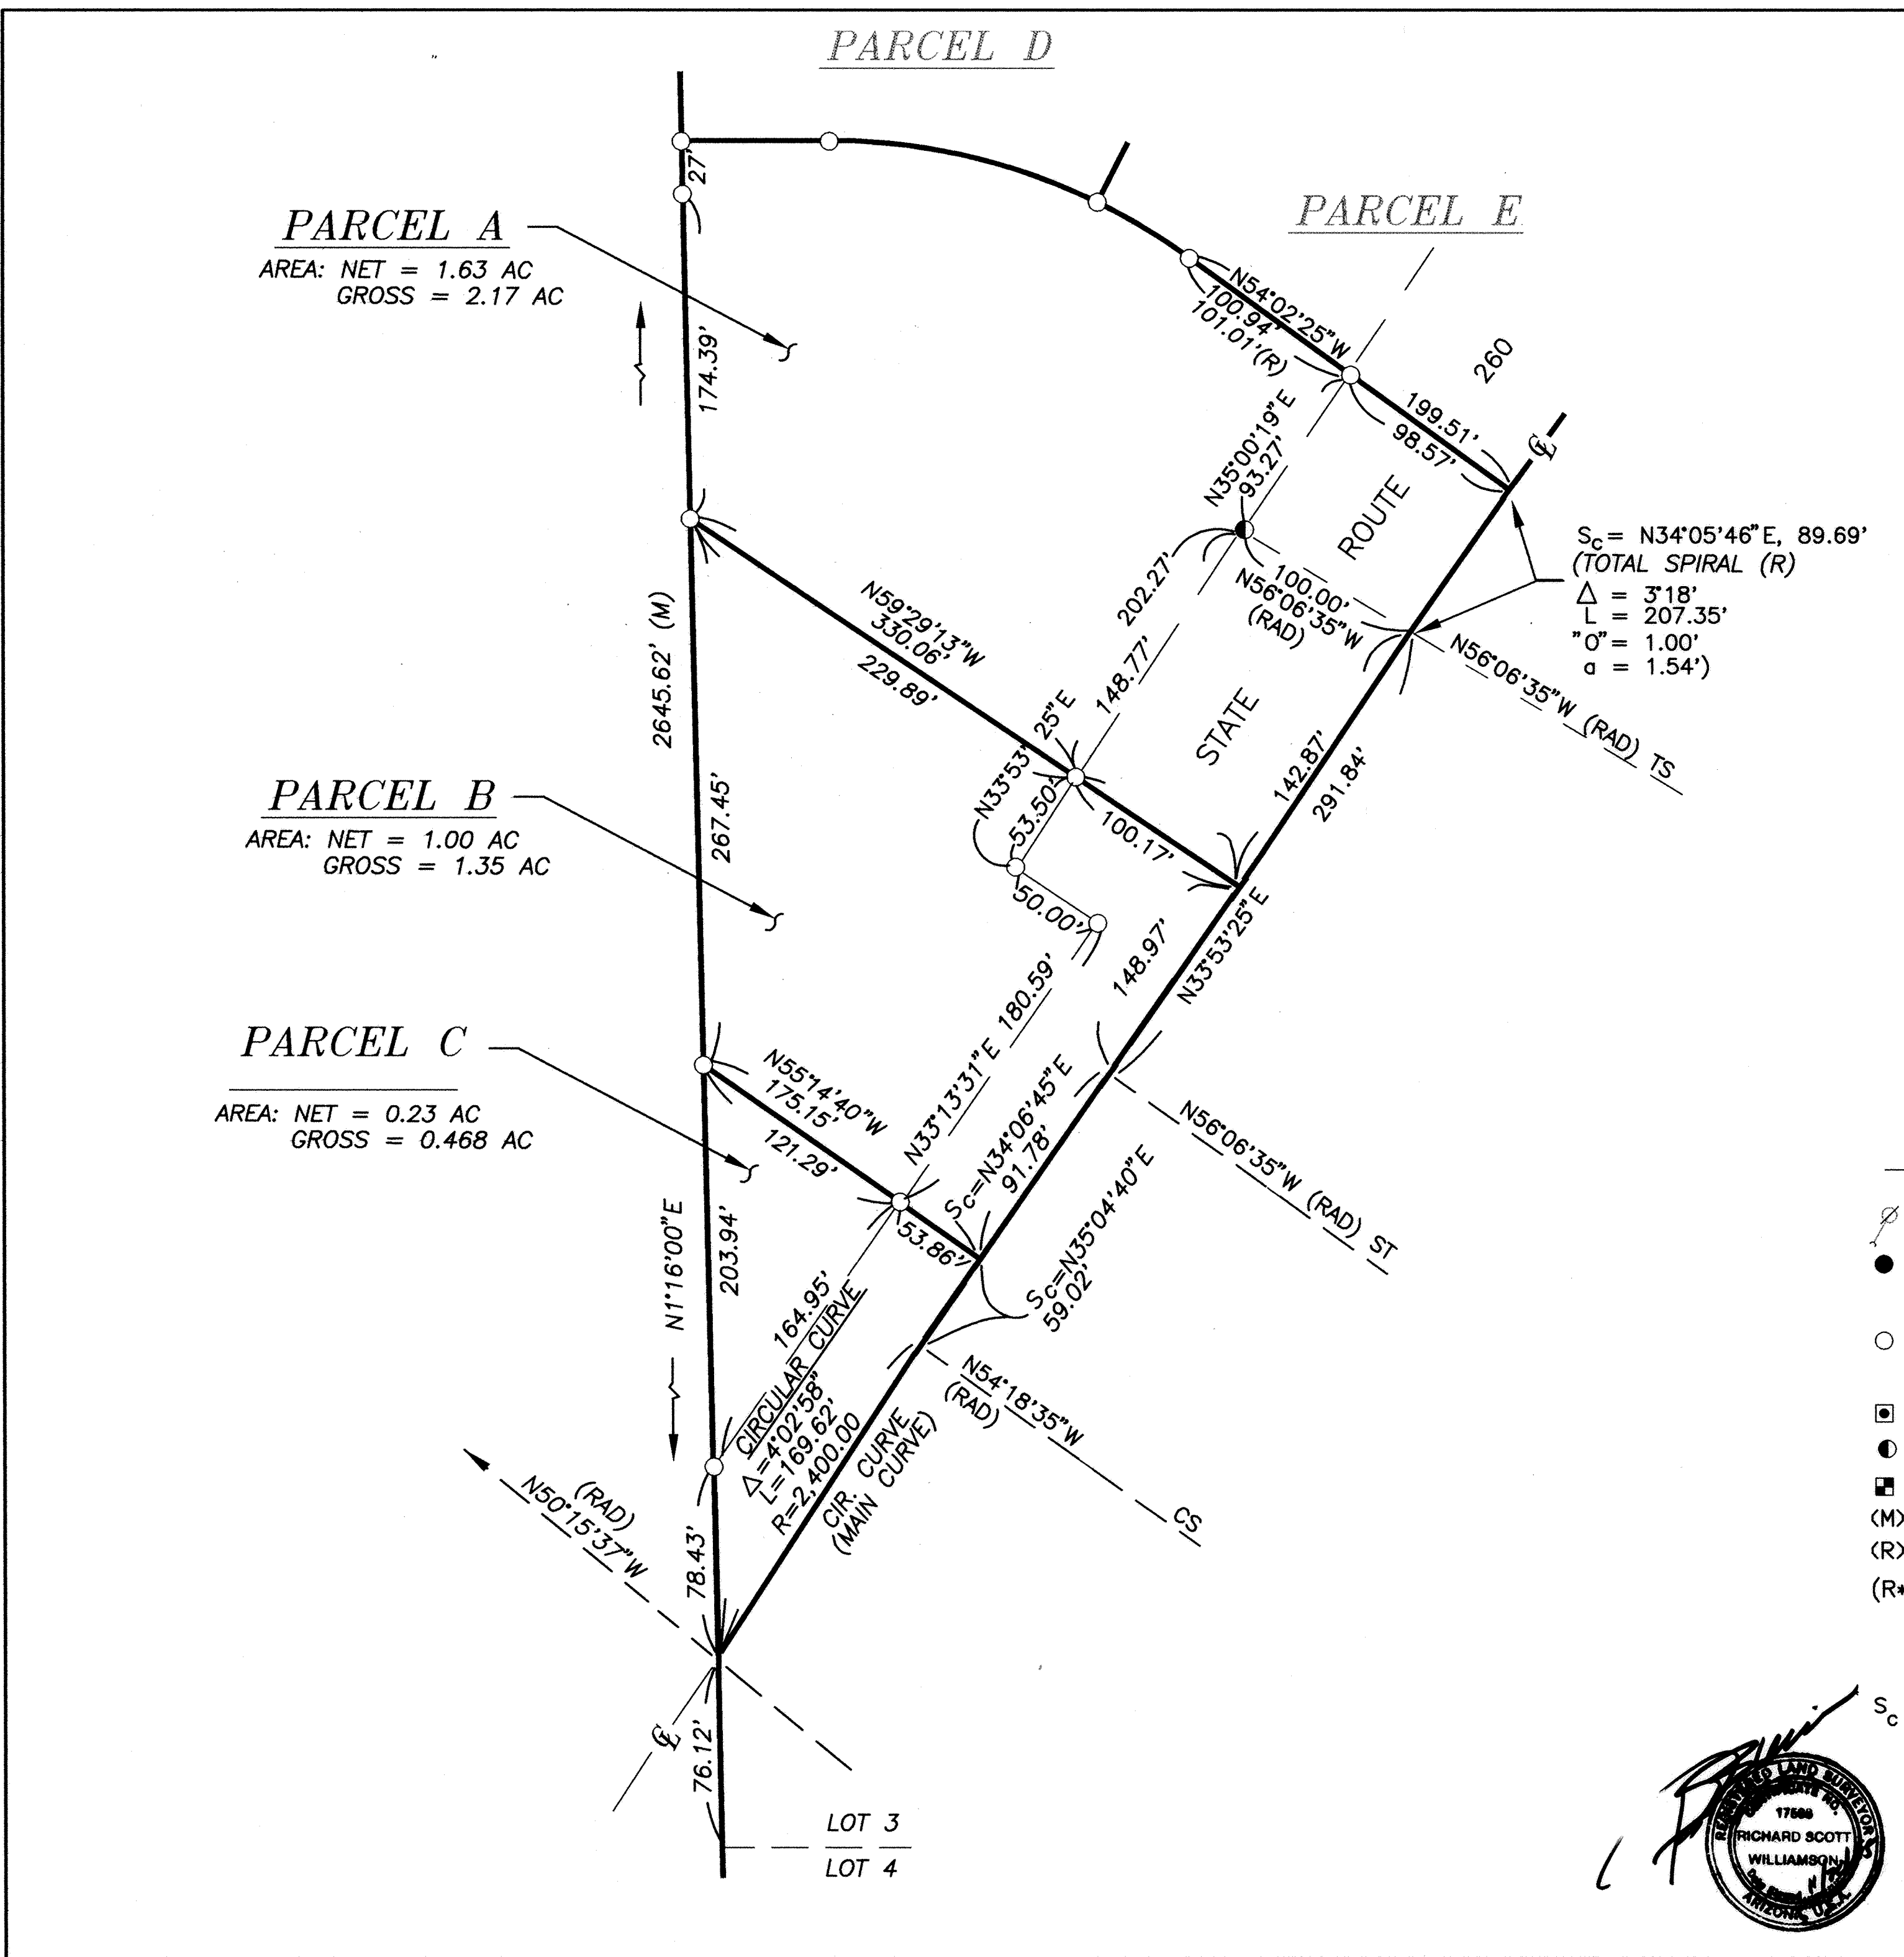 PARCEL D
27'
PARCEL A
AREA: NET = 1.63 AC
GROSS = 2.17 AC
PARCEL E
N54°02'25"W
100.94'
101.01'(R)
260
174.39'
199.51'
98.57'
℄
N35°00'19"E
93.27'
ROUTE
Sc= N34°05'46"E, 89.69'
(TOTAL SPIRAL (R)
Δ = 3°18'
L = 207.35'
"O"= 1.00'
a = 1.54')
100.00'
N56°06'35"W
(RAD)
202.27'
N59°29'13"W
330.06'
229.89'
2645.62' (M)
148.77'
STATE
N56°06'35"W (RAD) TS
142.87'
291.84'
N33°53' 25"E
53.50'
100.17'
50.00'
PARCEL B
AREA: NET = 1.00 AC
GROSS = 1.35 AC
267.45'
148.97'
N33°53'25"E
180.59'
N33°13'31"E
PARCEL C
AREA: NET = 0.23 AC
GROSS = 0.468 AC
N55°14'40"W
175.15'
121.29'
Sc=N34°06'45"E
91.78'
N56°06'35"W (RAD) ST
53.86'
Sc=N35°04'40"E
59.02'
N1°16'00"E
203.94'
164.95'
CIRCULAR CURVE
Δ=4°02'58"
L=169.62'
R=2,400.00
CIR. CURVE
(MAIN CURVE)
N54°18'35"W
(RAD)
CS
(RAD)
N50°15'37"W
78.43'
℄
76.12'
LOT 3
LOT 4
(M)
(R)
(R*
Sc
REGISTERED LAND SURVEYOR
CERTIFICATE NO.
RICHARD SCOTT
WILLIAMSON
ARIZONA, U.S.A.